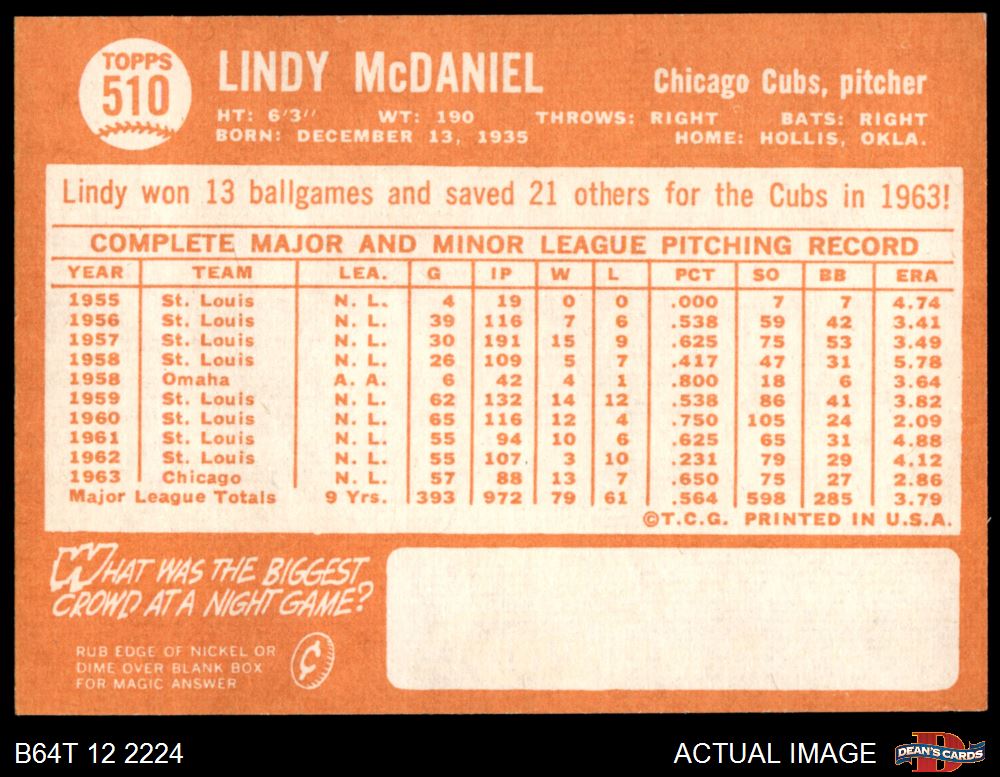 TOPPS
510
LINDY McDANIEL
Chicago Cubs, pitcher
HT: 6'3" WT: 190 THROWS: RIGHT BATS: RIGHT
BORN: DECEMBER 13, 1935 HOME: HOLLIS, OKLA.
Lindy won 13 ballgames and saved 21 others for the Cubs in 1963!
COMPLETE MAJOR AND MINOR LEAGUE PITCHING RECORD
YEAR TEAM LEA. G IP W L PCT SO BB ERA
1955 St. Louis N. L. 4 19 0 0 .000 7 7 4.74
1956 St. Louis N. L. 39 116 7 6 .538 59 42 3.41
1957 St. Louis N. L. 30 191 15 9 .625 75 53 3.49
1958 St. Louis N. L. 26 109 5 7 .417 47 31 5.78
1958 Omaha A. A. 6 42 4 1 .800 18 6 3.64
1959 St. Louis N. L. 62 132 14 12 .538 86 41 3.82
1960 St. Louis N. L. 65 116 12 4 .750 105 24 2.09
1961 St. Louis N. L. 55 94 10 6 .625 65 31 4.88
1962 St. Louis N. L. 55 107 3 10 .231 79 29 4.12
1963 Chicago N. L. 57 88 13 7 .650 75 27 2.86
Major League Totals 9 Yrs. 393 972 79 61 .564 598 285 3.79
©T.C.G. PRINTED IN U.S.A.
WHAT WAS THE BIGGEST
CROWD AT A NIGHT GAME?
RUB EDGE OF NICKEL OR
DIME OVER BLANK BOX
FOR MAGIC ANSWER
¢
B64T 12 2224
ACTUAL IMAGE
DEAN'S CARDS